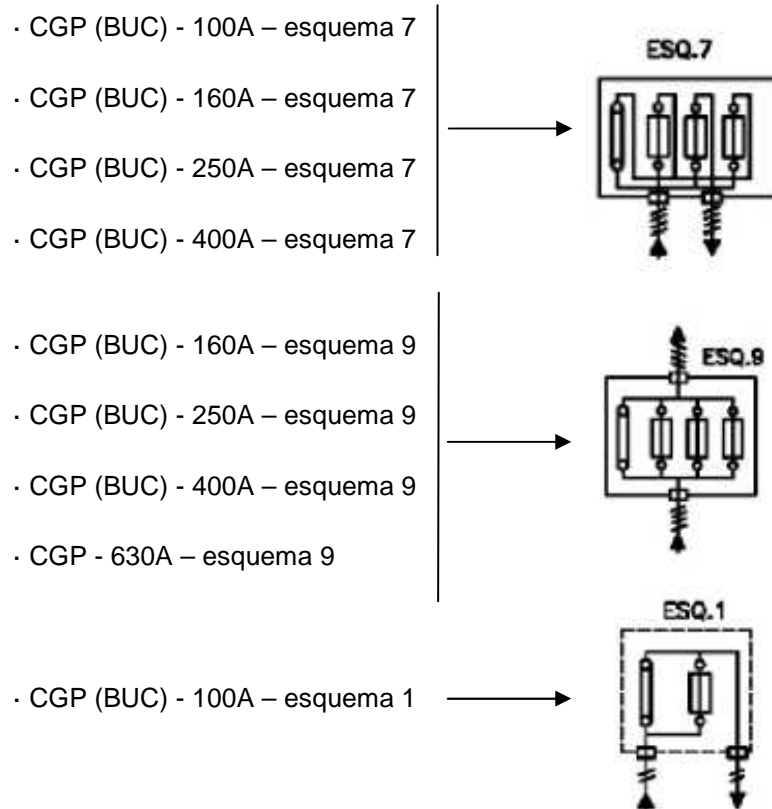 · CGP (BUC) - 100A – esquema 7
ESQ.7
· CGP (BUC) - 160A – esquema 7
· CGP (BUC) - 250A – esquema 7
· CGP (BUC) - 400A – esquema 7
· CGP (BUC) - 160A – esquema 9
ESQ.9
· CGP (BUC) - 250A – esquema 9
· CGP (BUC) - 400A – esquema 9
· CGP - 630A – esquema 9
ESQ.1
· CGP (BUC) - 100A – esquema 1